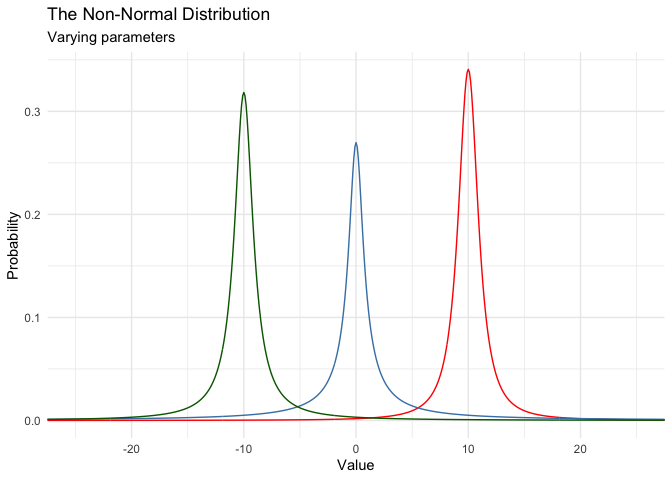 The Non-Normal Distribution
Varying parameters
0.3
0.2
0.1
0.0
Probability
-20 -10 0 10 20
Value